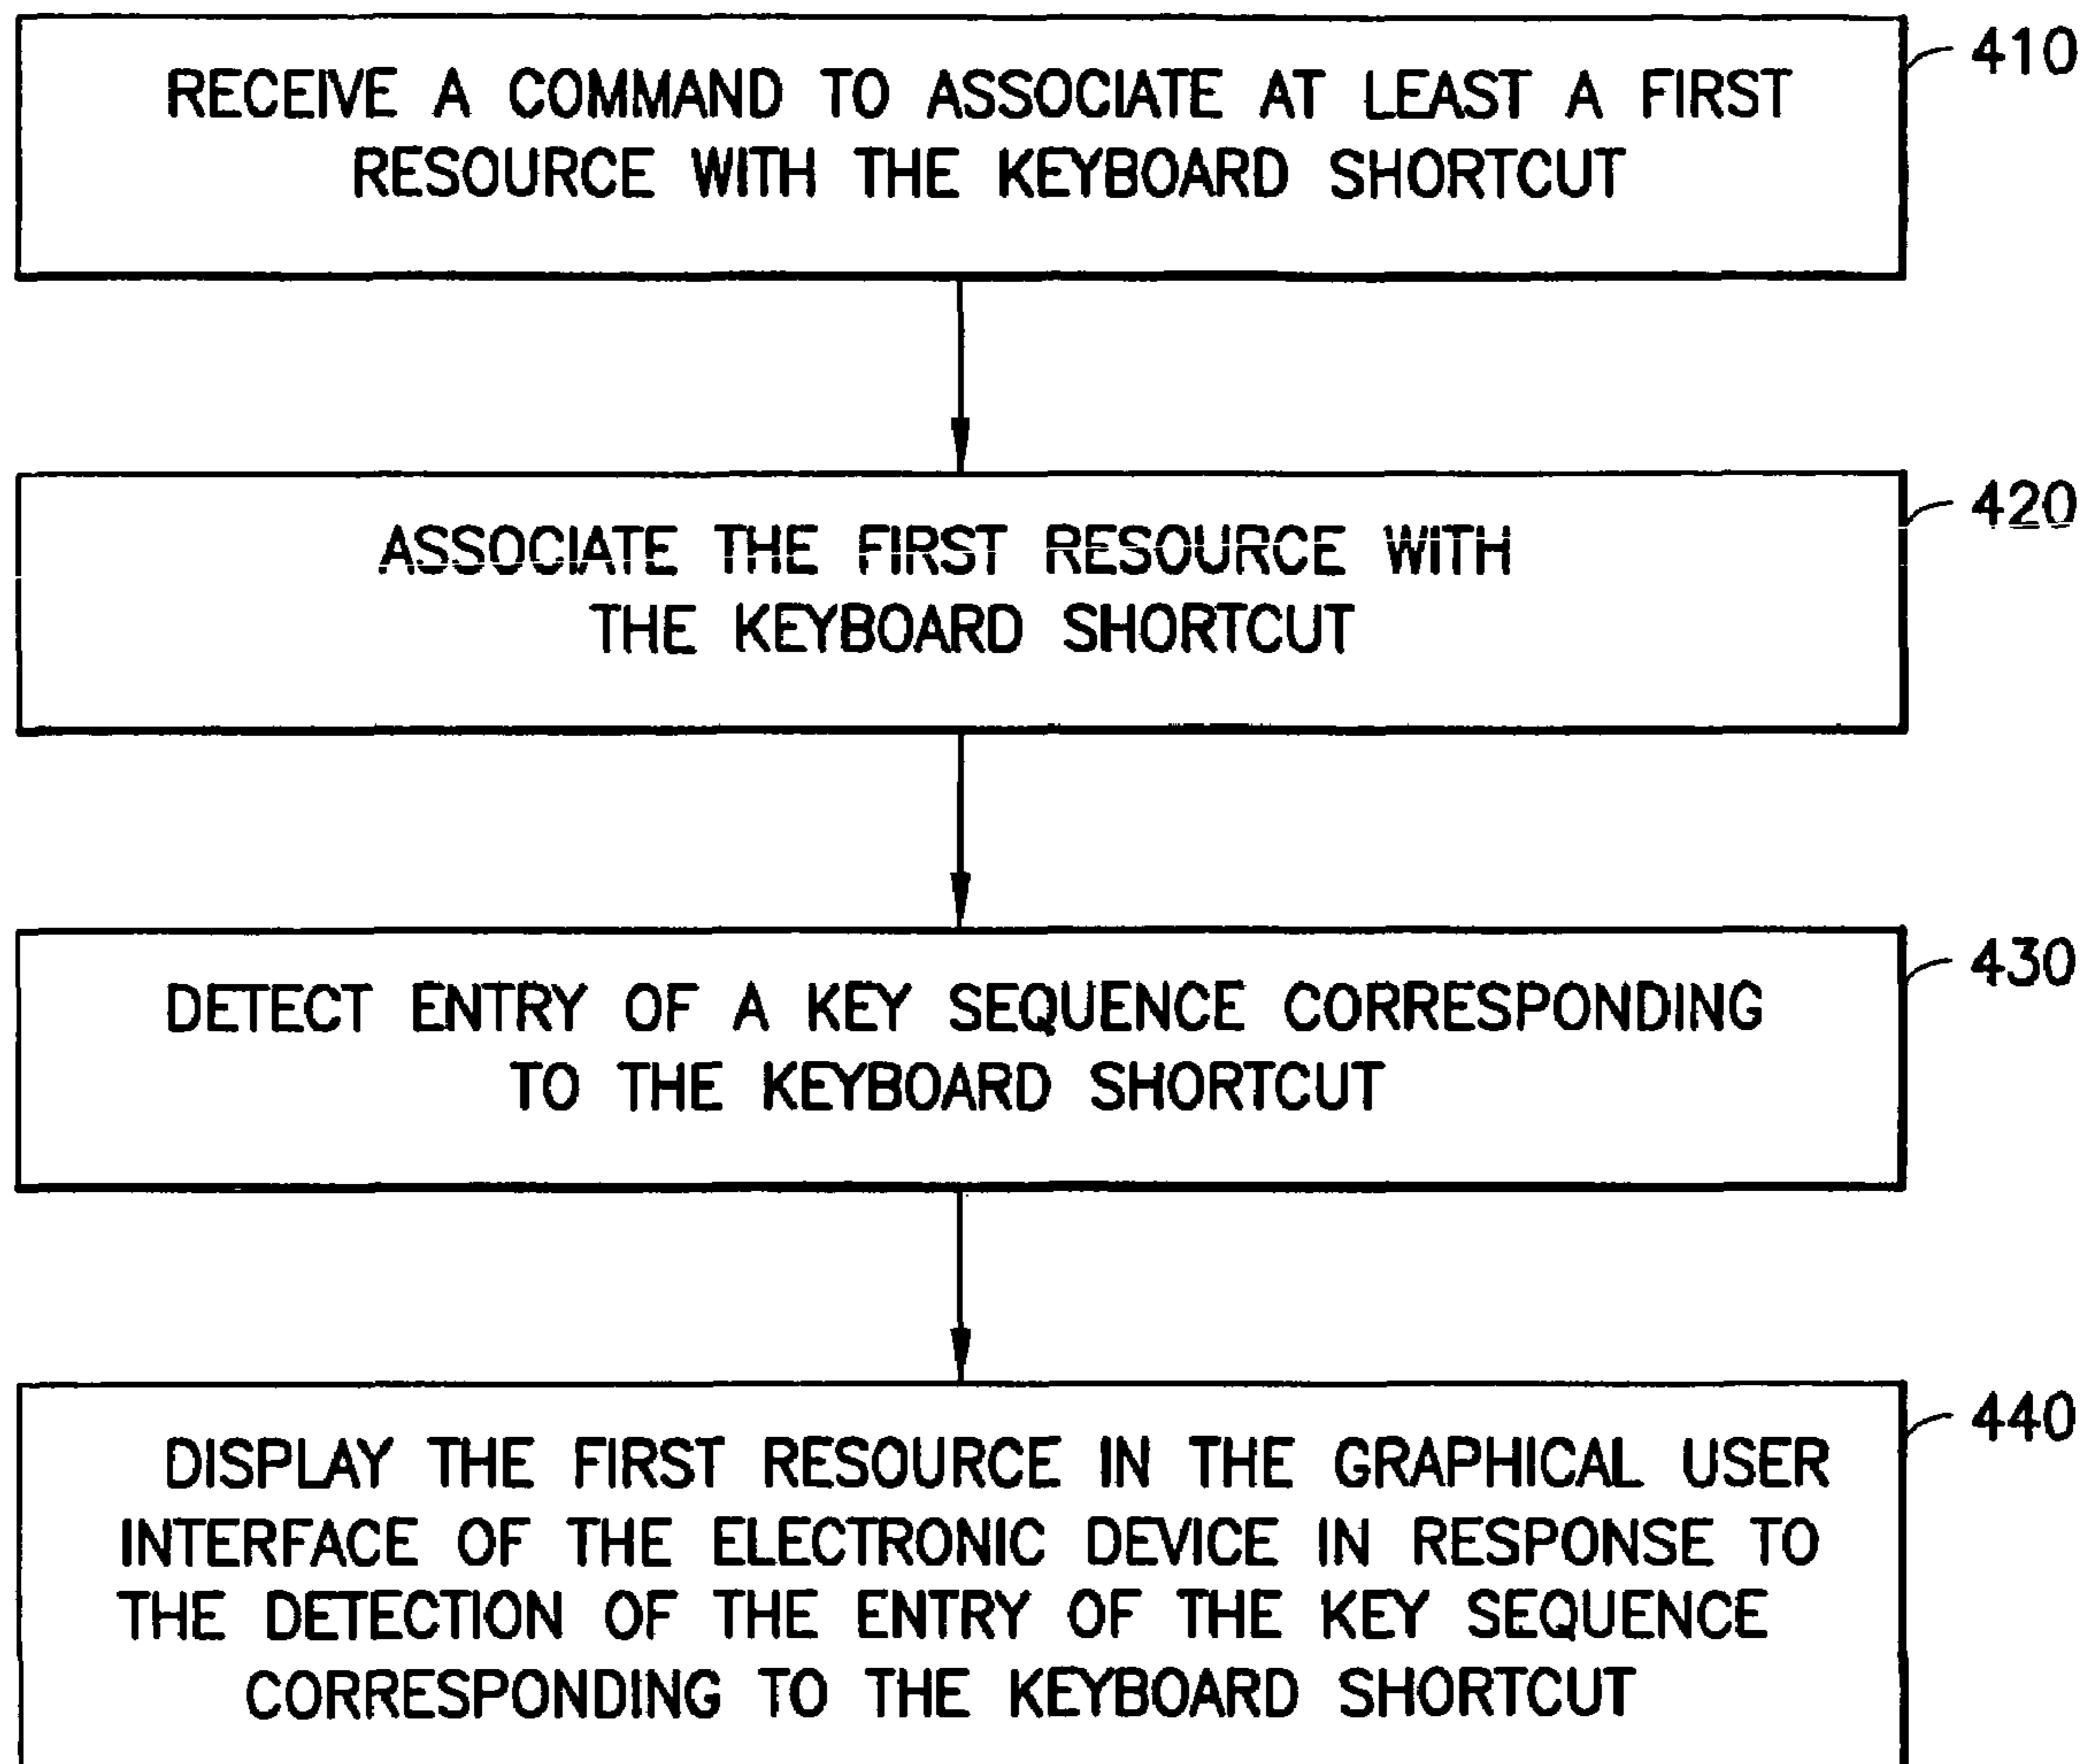 410
RECEIVE A COMMAND TO ASSOCIATE AT LEAST A FIRST
RESOURCE WITH THE KEYBOARD SHORTCUT
420
ASSOCIATE THE FIRST RESOURCE WITH
THE KEYBOARD SHORTCUT
430
DETECT ENTRY OF A KEY SEQUENCE CORRESPONDING
TO THE KEYBOARD SHORTCUT
440
DISPLAY THE FIRST RESOURCE IN THE GRAPHICAL USER
INTERFACE OF THE ELECTRONIC DEVICE IN RESPONSE TO
THE DETECTION OF THE ENTRY OF THE KEY SEQUENCE
CORRESPONDING TO THE KEYBOARD SHORTCUT